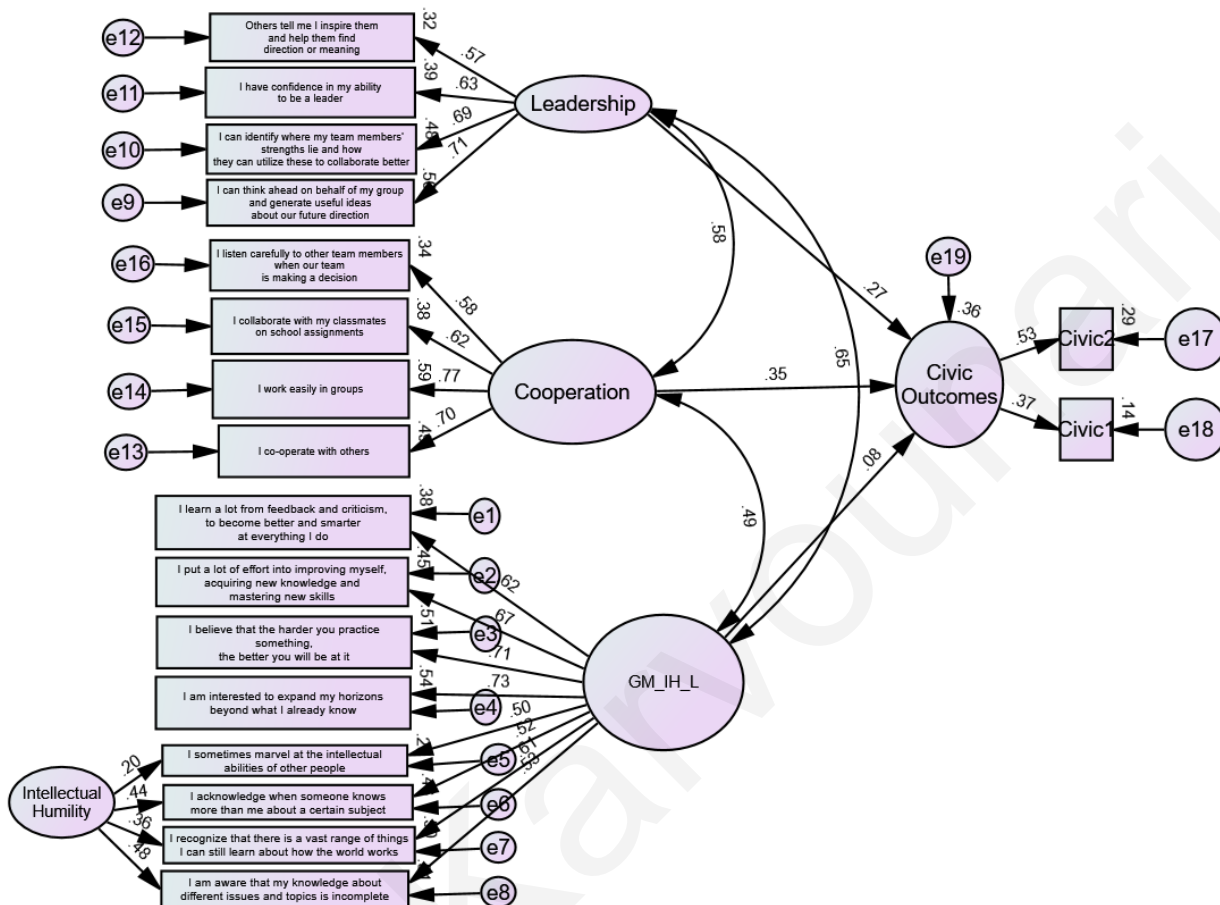 e12
Others tell me I inspire them
and help them find
direction or meaning
.32
.57
e11
I have confidence in my ability
to be a leader
.39
.63
Leadership
e10
I can identify where my team members'
strengths lie and how
they can utilize these to collaborate better
.48
.69
e9
I can think ahead on behalf of my group
and generate useful ideas
about our future direction
.71
.58
e16
I listen carefully to other team members
when our team
is making a decision
.34
.58
e19
.27
.36
e15
I collaborate with my classmates
on school assignments
.38
.62
.65
.53
Civic2
.29
e17
e14
I work easily in groups
.59
.77
Cooperation
.35
Civic
Outcomes
.37
Civic1
.14
e18
e13
I co-operate with others
.70
.08
I learn a lot from feedback and criticism,
to become better and smarter
at everything I do
.38
e1
.49
I put a lot of effort into improving myself,
acquiring new knowledge and
mastering new skills
.45
e2
.62
I believe that the harder you practice
something,
the better you will be at it
.51
e3
.67
.71
I am interested to expand my horizons
beyond what I already know
.54
e4
.73
GM_IH_L
.50
.52
.61
I sometimes marvel at the intellectual
abilities of other people
e5
Intellectual
Humility
.20
.44
.36
.48
I acknowledge when someone knows
more than me about a certain subject
e6
I recognize that there is a vast range of things
I can still learn about how the world works
e7
I am aware that my knowledge about
different issues and topics is incomplete
e8